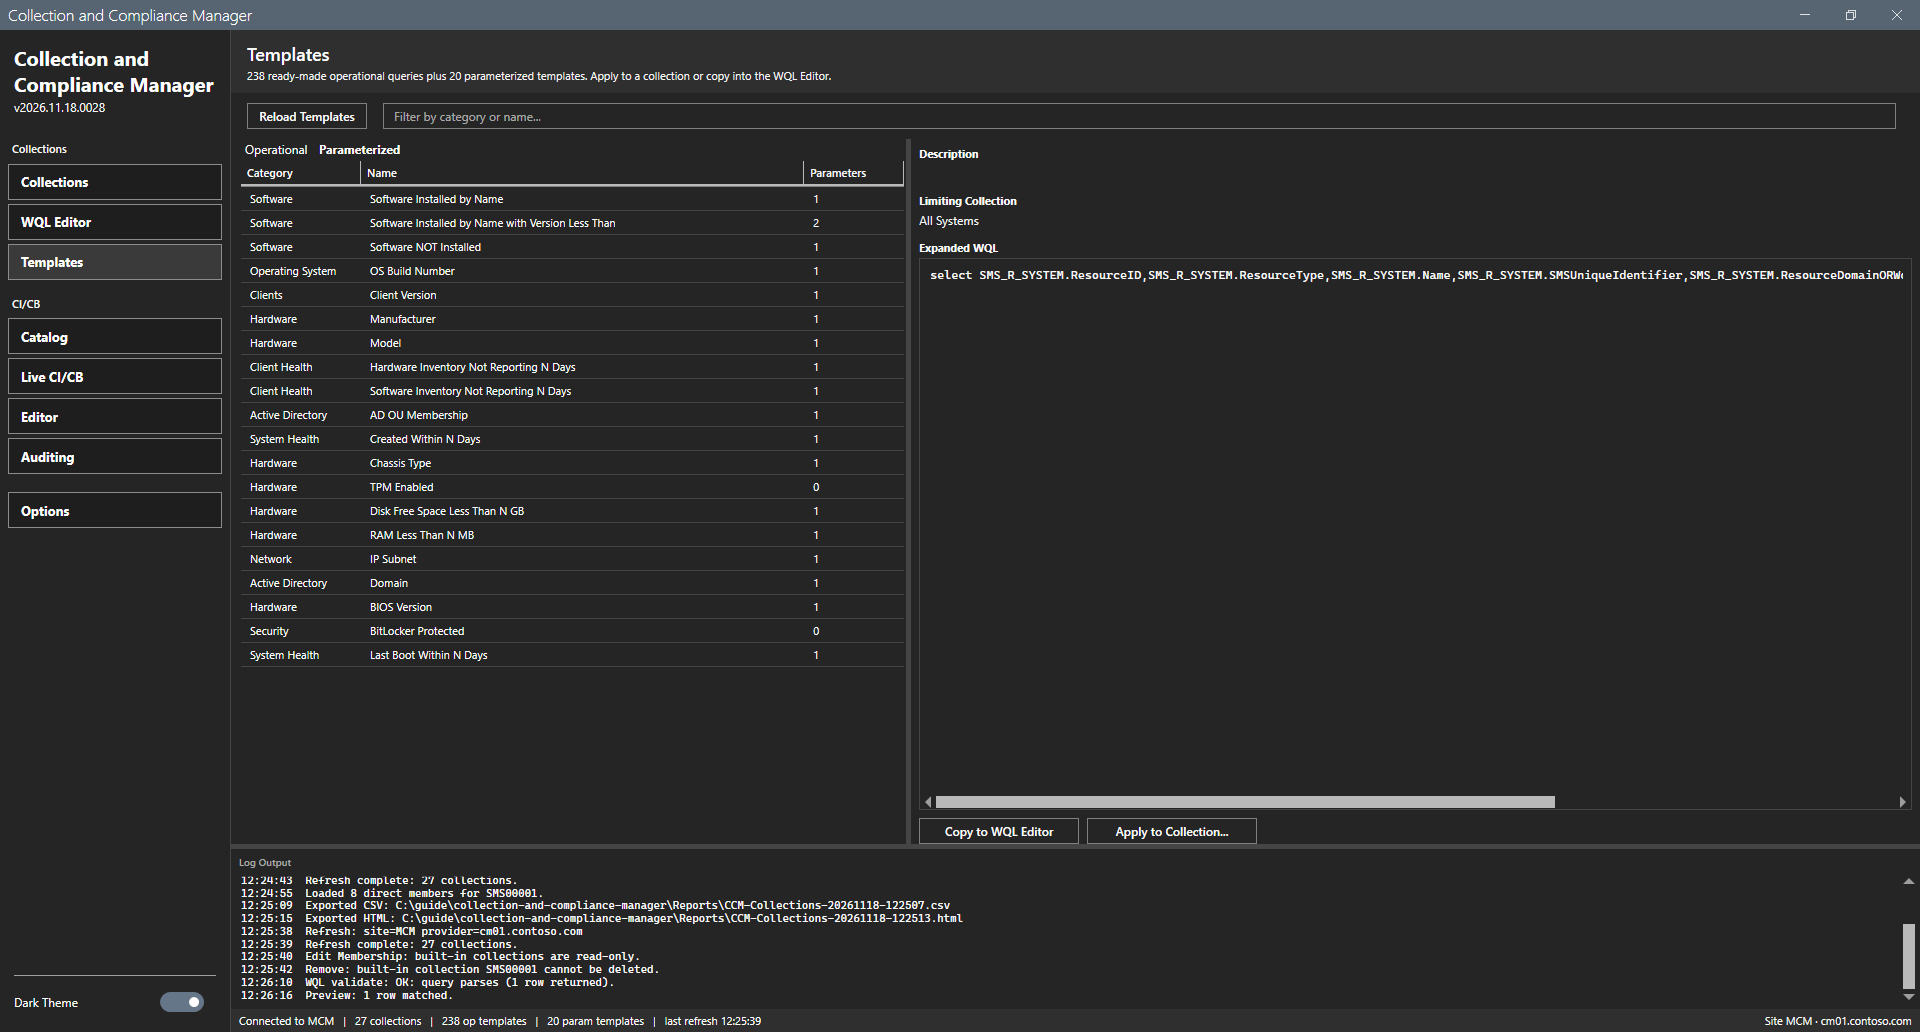 Collection and Compliance Manager
Collection and
Compliance Manager
v2026.11.18.0028
Collections
Collections
WQL Editor
Templates
CI/CB
Catalog
Live CI/CB
Editor
Auditing
Options
Dark Theme
Templates
238 ready-made operational queries plus 20 parameterized templates. Apply to a collection or copy into the WQL Editor.
Reload Templates
Filter by category or name...
Operational Parameterized
Category Name Parameters
Software Software Installed by Name 1
Software Software Installed by Name with Version Less Than 2
Software Software NOT Installed 1
Operating System OS Build Number 1
Clients Client Version 1
Hardware Manufacturer 1
Hardware Model 1
Client Health Hardware Inventory Not Reporting N Days 1
Client Health Software Inventory Not Reporting N Days 1
Active Directory AD OU Membership 1
System Health Created Within N Days 1
Hardware Chassis Type 1
Hardware TPM Enabled 0
Hardware Disk Free Space Less Than N GB 1
Hardware RAM Less Than N MB 1
Network IP Subnet 1
Active Directory Domain 1
Hardware BIOS Version 1
Security BitLocker Protected 0
System Health Last Boot Within N Days 1
Description
Limiting Collection
All Systems
Expanded WQL
select SMS_R_SYSTEM.ResourceID,SMS_R_SYSTEM.ResourceType,SMS_R_SYSTEM.Name,SMS_R_SYSTEM.SMSUniqueIdentifier,SMS_R_SYSTEM.ResourceDomainORW
Copy to WQL Editor
Apply to Collection...
Log Output
12:24:43 Refresh complete: 27 collections.
12:24:55 Loaded 8 direct members for SMS00001.
12:25:09 Exported CSV: C:\guide\collection-and-compliance-manager\Reports\CCM-Collections-20261118-122507.csv
12:25:15 Exported HTML: C:\guide\collection-and-compliance-manager\Reports\CCM-Collections-20261118-122513.html
12:25:38 Refresh: site=MCM provider=cm01.contoso.com
12:25:39 Refresh complete: 27 collections.
12:25:40 Edit Membership: built-in collections are read-only.
12:25:42 Remove: built-in collection SMS00001 cannot be deleted.
12:26:10 WQL validate: OK: query parses (1 row returned).
12:26:16 Preview: 1 row matched.
Connected to MCM | 27 collections | 238 op templates | 20 param templates | last refresh 12:25:39
Site MCM · cm01.contoso.com